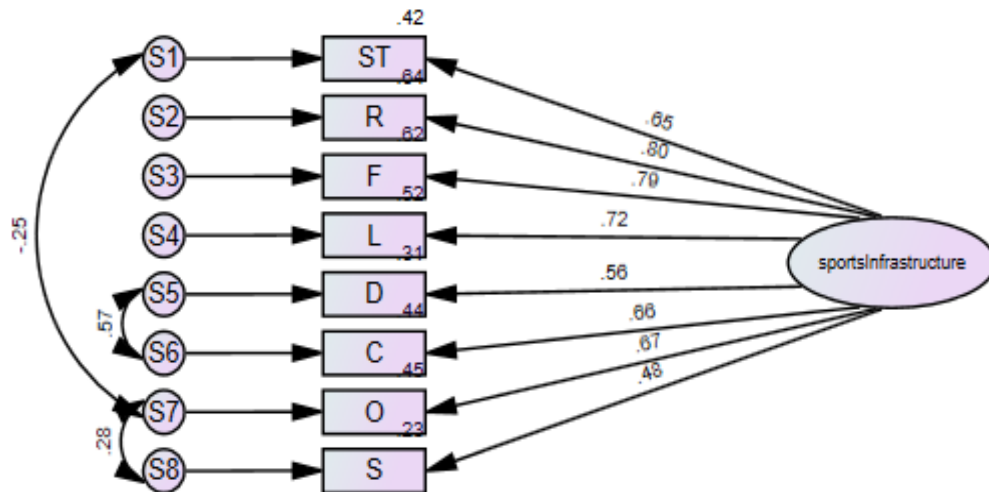 .42
S1 ST
.64
.65
S2 R
.80
.62
S3 F
.79
.52
-.25
S4 L
.72
.31
sportsInfrastructure
S5 D
.56
.44
.57
S6 C
.66
.45
.67
S7 O
.48
.23
.28
S8 S